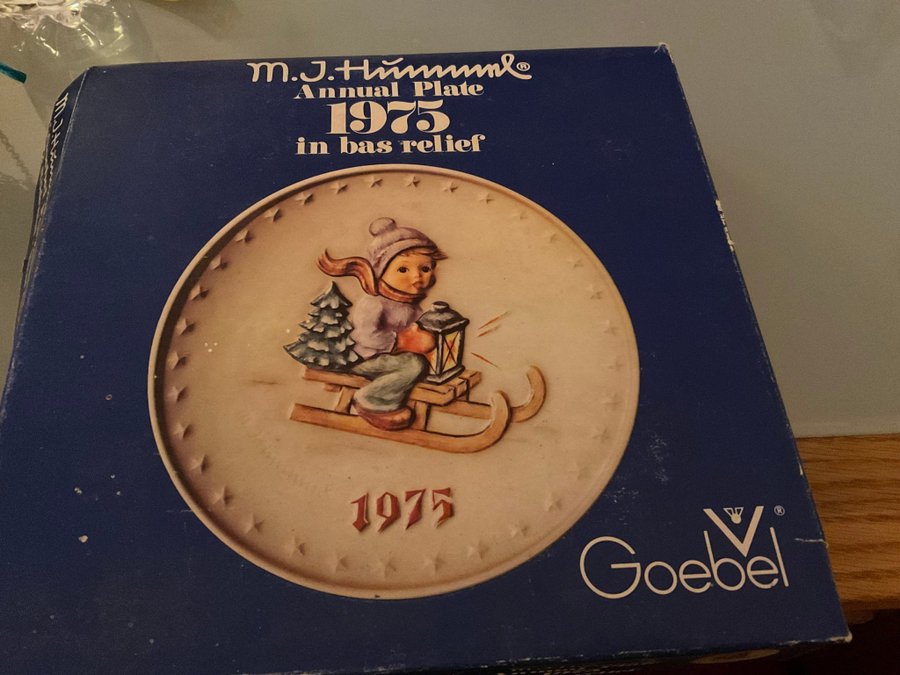 M.J. Hummel®
Annual Plate
1975
in bas relief
1975
Goebel®